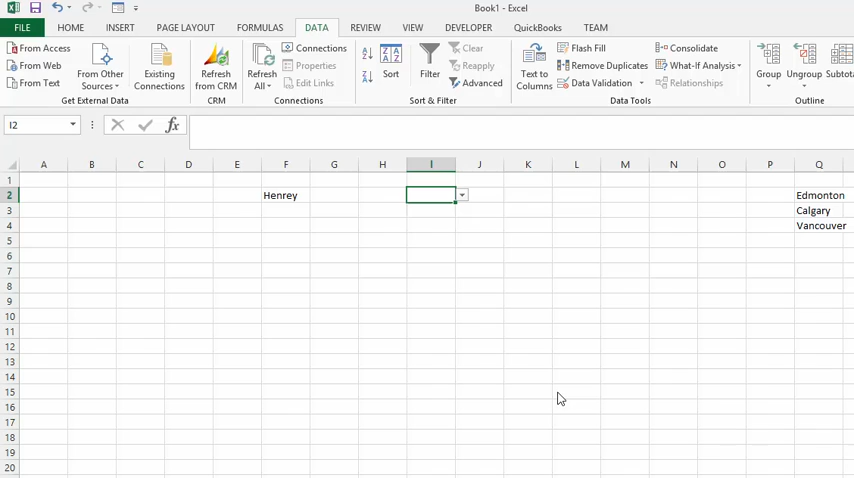 Book1 - Excel
FILE HOME INSERT PAGE LAYOUT FORMULAS DATA REVIEW VIEW DEVELOPER QuickBooks TEAM
From Access
From Web
From Text
From Other
Sources
Existing
Connections
Get External Data
Refresh
from CRM
CRM
Refresh
All
Connections
Properties
Edit Links
Connections
A Z
Z A
Z A
A Z
Sort
Filter
Clear
Reapply
Advanced
Sort & Filter
Text to
Columns
Flash Fill
Remove Duplicates
Data Validation
Consolidate
What-If Analysis
Relationships
Data Tools
Group
Ungroup
Subtota
Outline
I2
fx
A B C D E F G H I J K L M N O P Q
1
2 Henrey Edmonton
3 Calgary
4 Vancouver
5
6
7
8
9
10
11
12
13
14
15
16
17
18
19
20